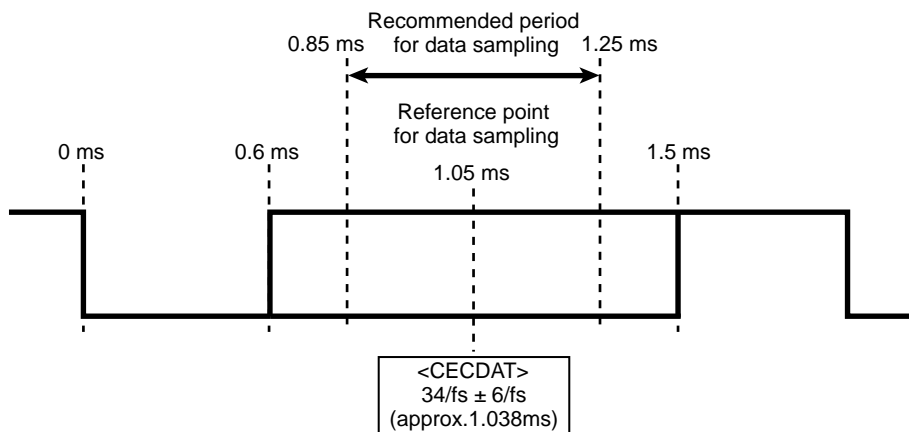 Recommended period
for data sampling
0.85 ms
1.25 ms
Reference point
for data sampling
0 ms
0.6 ms
1.05 ms
1.5 ms
<CECDAT>
34/fs ± 6/fs
(approx.1.038ms)